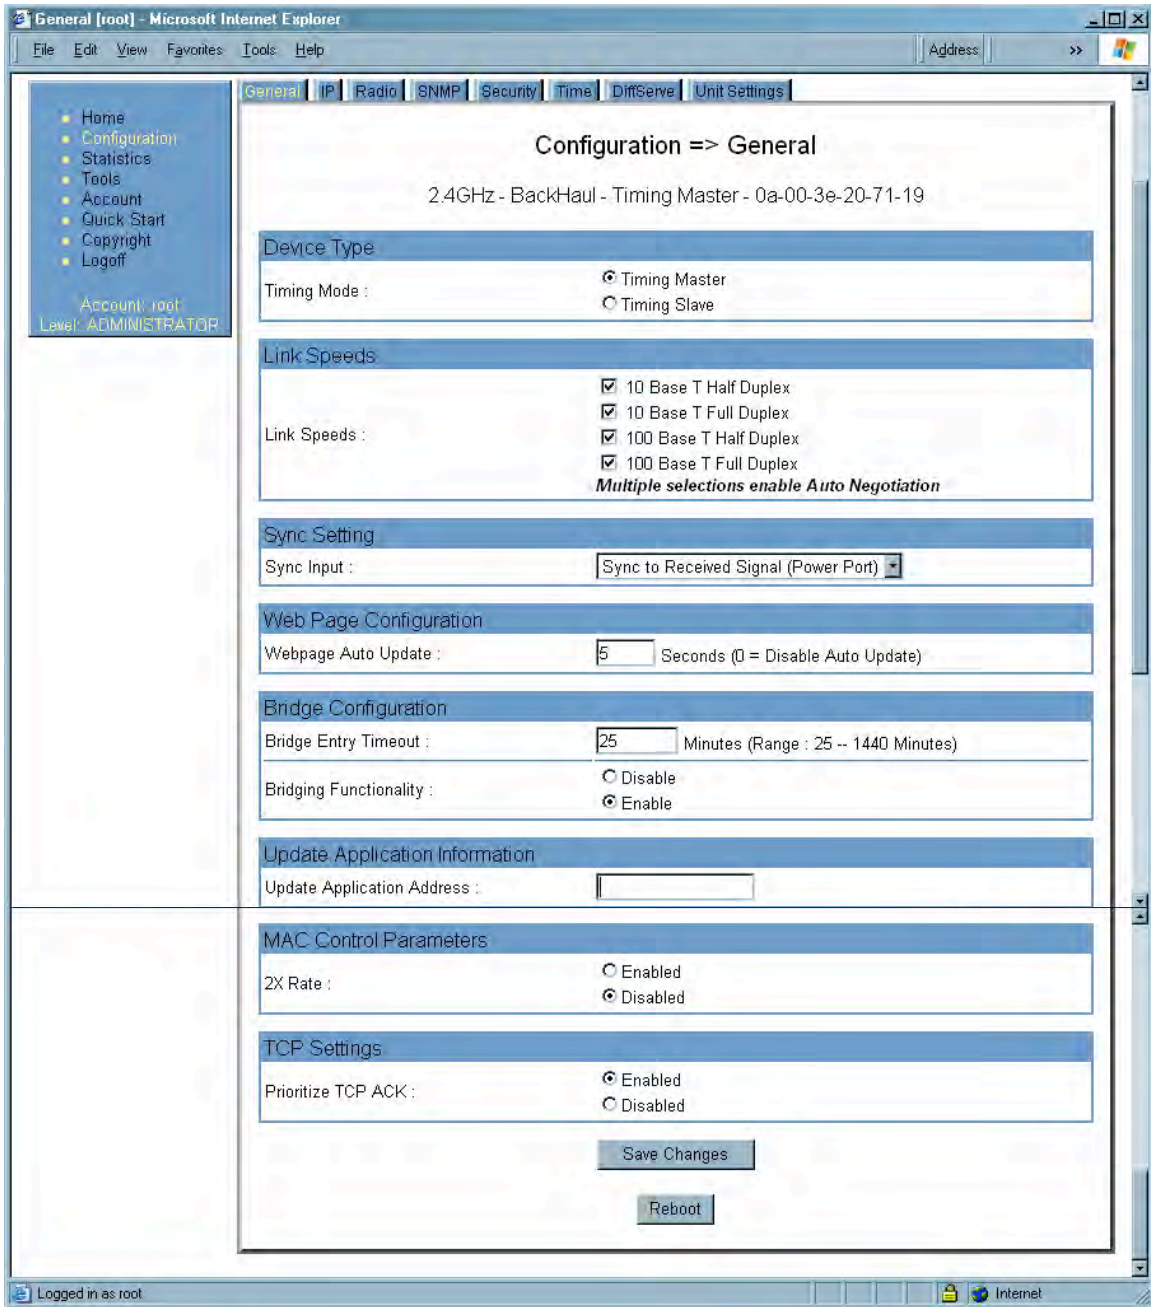 General [root] - Microsoft Internet Explorer
File Edit View Favorites Tools Help Address »
General IP Radio SNMP Security Time DiffServe Unit Settings
Home
Configuration
Statistics
Tools
Account
Quick Start
Copyright
Logoff
Account: root
Level: ADMINISTRATOR
Configuration => General
2.4GHz - BackHaul - Timing Master - 0a-00-3e-20-71-19
Device Type
Timing Mode :
Timing Master
Timing Slave
Link Speeds
Link Speeds :
10 Base T Half Duplex
10 Base T Full Duplex
100 Base T Half Duplex
100 Base T Full Duplex
Multiple selections enable Auto Negotiation
Sync Setting
Sync Input : Sync to Received Signal (Power Port)
Web Page Configuration
Webpage Auto Update : 5 Seconds (0 = Disable Auto Update)
Bridge Configuration
Bridge Entry Timeout : 25 Minutes (Range : 25 -- 1440 Minutes)
Bridging Functionality :
Disable
Enable
Update Application Information
Update Application Address :
MAC Control Parameters
2X Rate :
Enabled
Disabled
TCP Settings
Prioritize TCP ACK :
Enabled
Disabled
Save Changes
Reboot
Logged in as root Internet